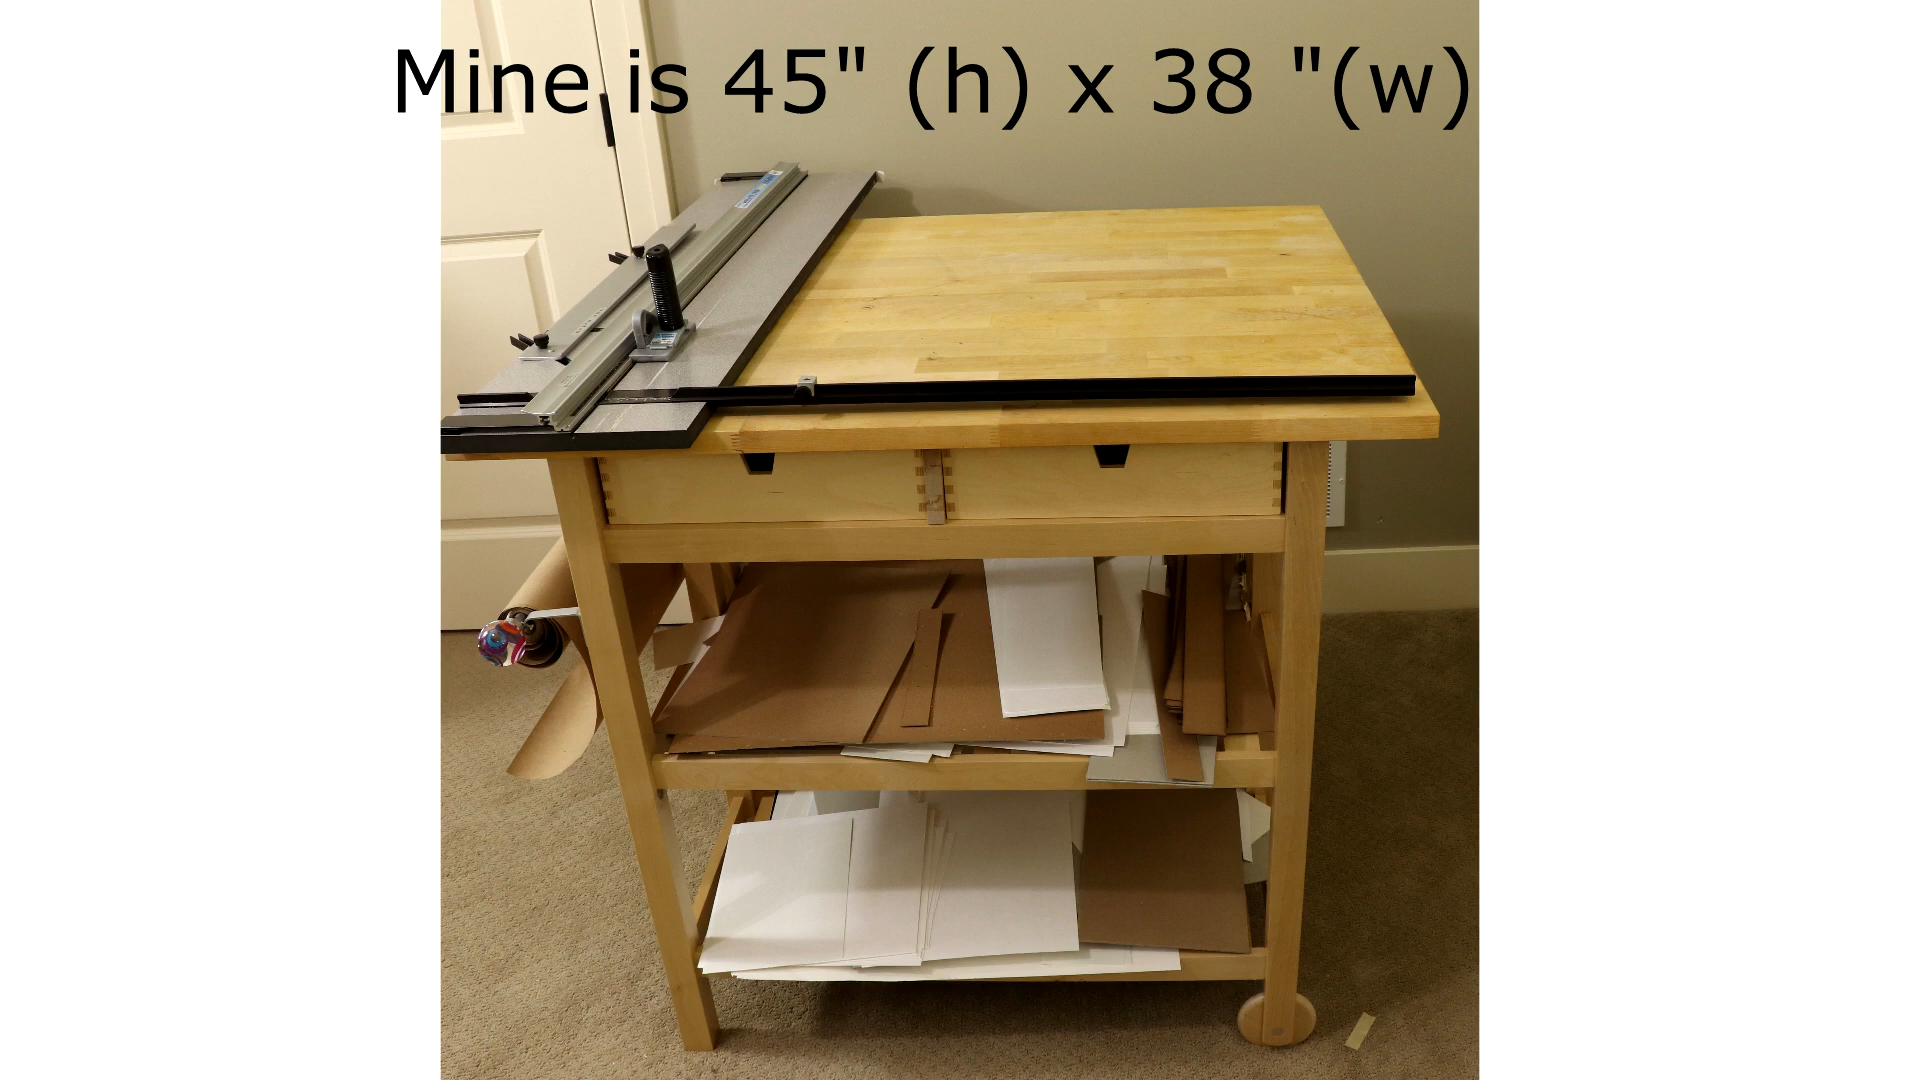 Mine is 45" (h) x 38 "(w)